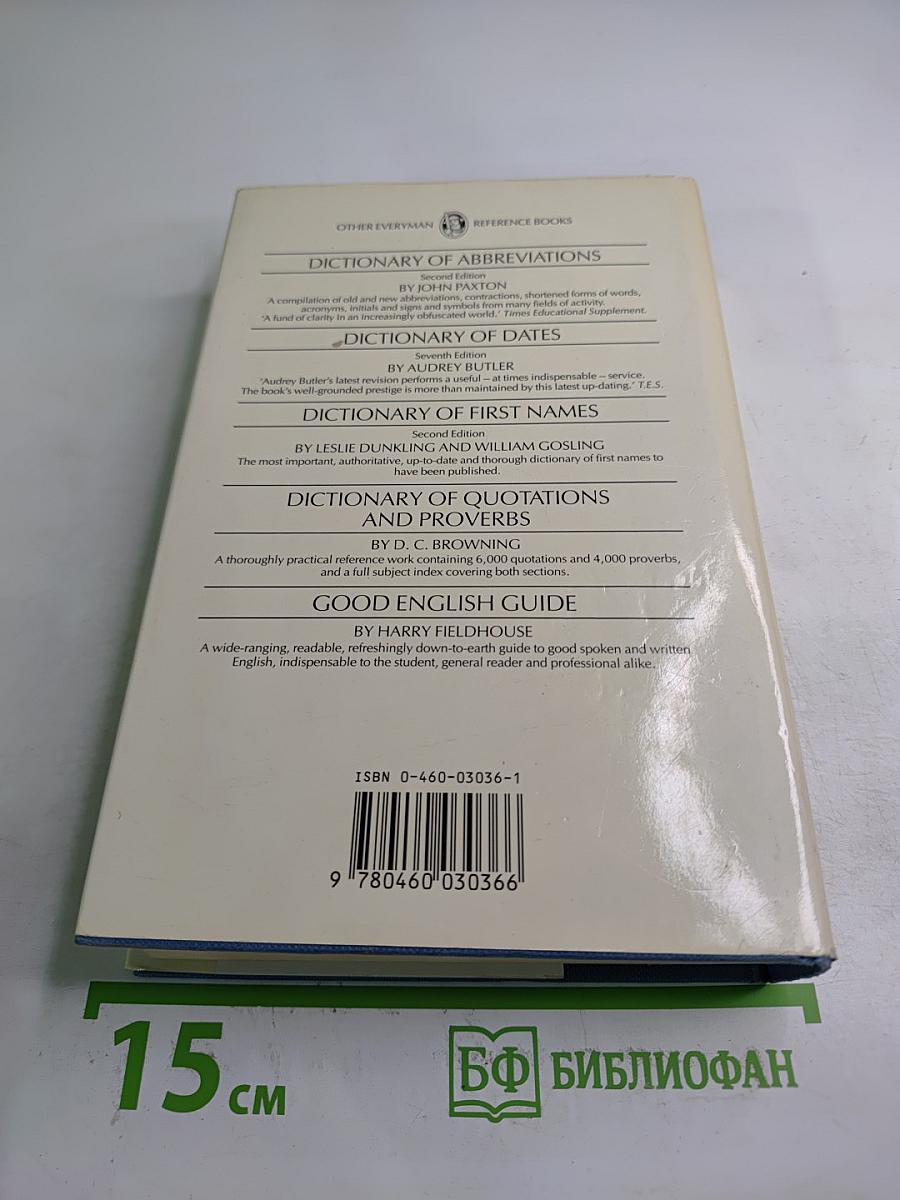 OTHER EVERYMAN REFERENCE BOOKS
DICTIONARY OF ABBREVIATIONS
Second Edition
BY JOHN PAXTON
A compilation of old and new abbreviations, contractions, shortened forms of words,
acronyms, initials and signs and symbols from many fields of activity.
'A fund of clarity in an increasingly obfuscated world.' Times Educational Supplement.
DICTIONARY OF DATES
Seventh Edition
BY AUDREY BUTLER
'Audrey Butler's latest revision performs a useful – at times indispensable – service.
The book's well-grounded prestige is more than maintained by this latest up-dating.' T.E.S.
DICTIONARY OF FIRST NAMES
Second Edition
BY LESLIE DUNKLING AND WILLIAM GOSLING
The most important, authoritative, up-to-date and thorough dictionary of first names to
have been published.
DICTIONARY OF QUOTATIONS
AND PROVERBS
BY D. C. BROWNING
A thoroughly practical reference work containing 6,000 quotations and 4,000 proverbs,
and a full subject index covering both sections.
GOOD ENGLISH GUIDE
BY HARRY FIELDHOUSE
A wide-ranging, readable, refreshingly down-to-earth guide to good spoken and written
English, indispensable to the student, general reader and professional alike.
ISBN 0-460-03036-1
9 780460 030366
15 см
БФ БИБЛИОФАН